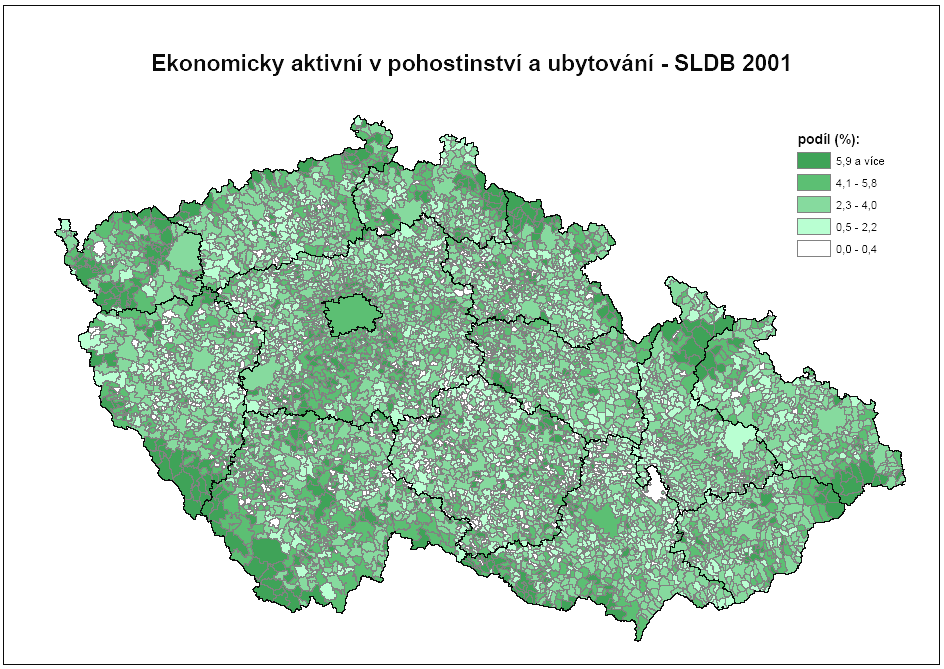 Ekonomicky aktivní v pohostinství a ubytování - SLDB 2001
podíl (%):
5,9 a více
4,1 - 5,8
2,3 - 4,0
0,5 - 2,2
0,0 - 0,4